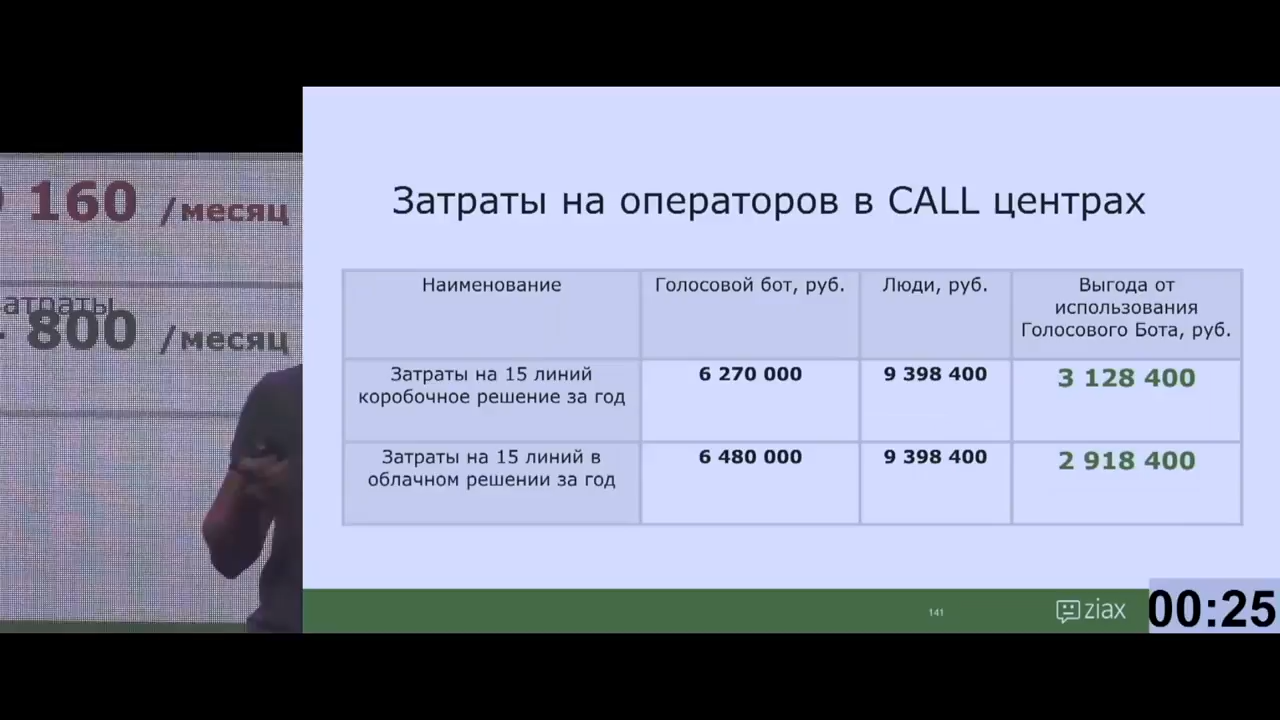 160 /месяц
затраты
800 /месяц
Затраты на операторов в CALL центрах
Наименование
Голосовой бот, руб.
Люди, руб.
Выгода от
использования
Голосового Бота, руб.
Затраты на 15 линий
коробочное решение за год
6 270 000
9 398 400
3 128 400
Затраты на 15 линий в
облачном решении за год
6 480 000
9 398 400
2 918 400
141
ziax
00:25